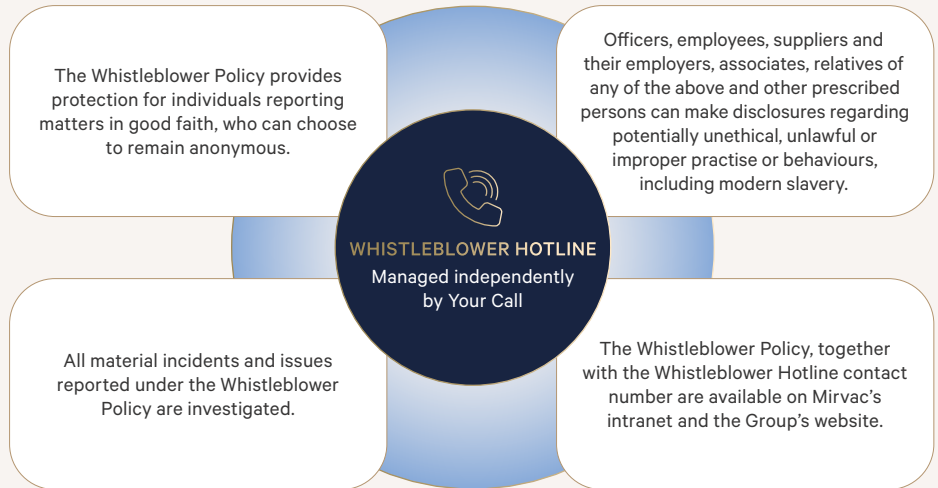 The Whistleblower Policy provides
protection for individuals reporting
matters in good faith, who can choose
to remain anonymous.
Officers, employees, suppliers and
their employers, associates, relatives of
any of the above and other prescribed
persons can make disclosures regarding
potentially unethical, unlawful or
improper practise or behaviours,
including modern slavery.
WHISTLEBLOWER HOTLINE
Managed independently
by Your Call
All material incidents and issues
reported under the Whistleblower
Policy are investigated.
The Whistleblower Policy, together
with the Whistleblower Hotline contact
number are available on Mirvac’s
intranet and the Group’s website.